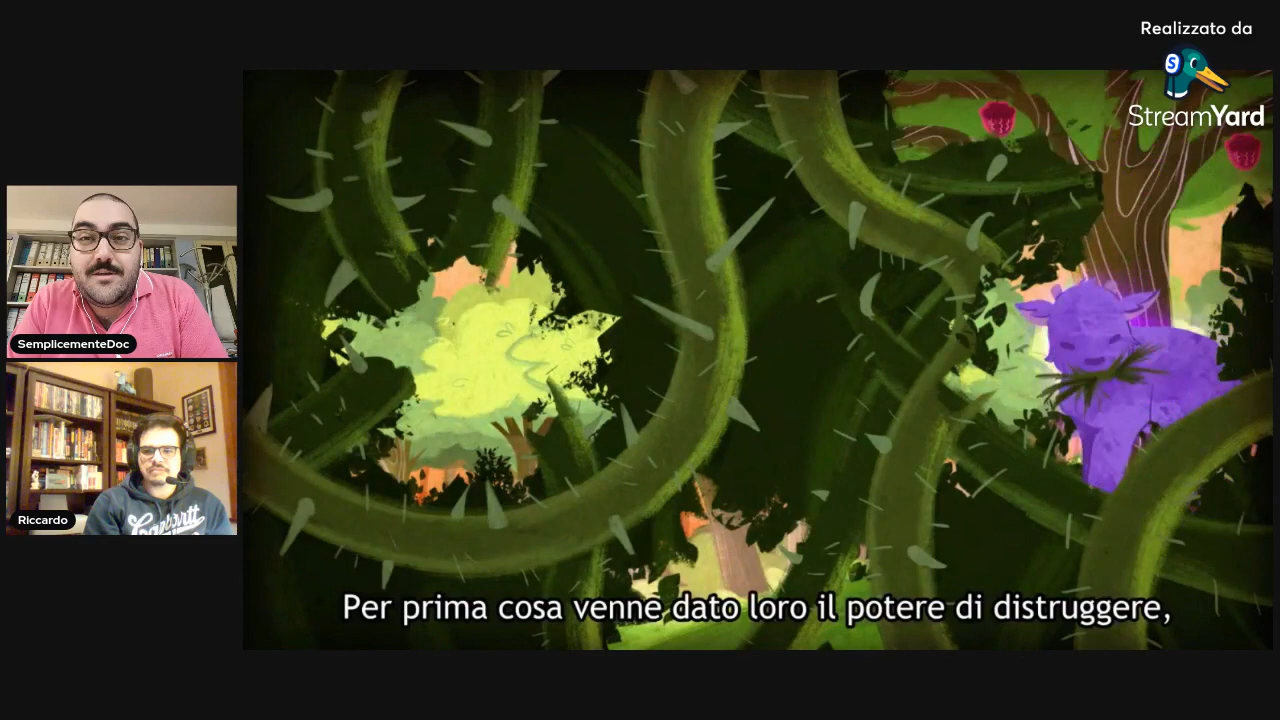 Realizzato da
StreamYard
SemplicementeDoc
Riccardo
Per prima cosa venne dato loro il potere di distruggere,